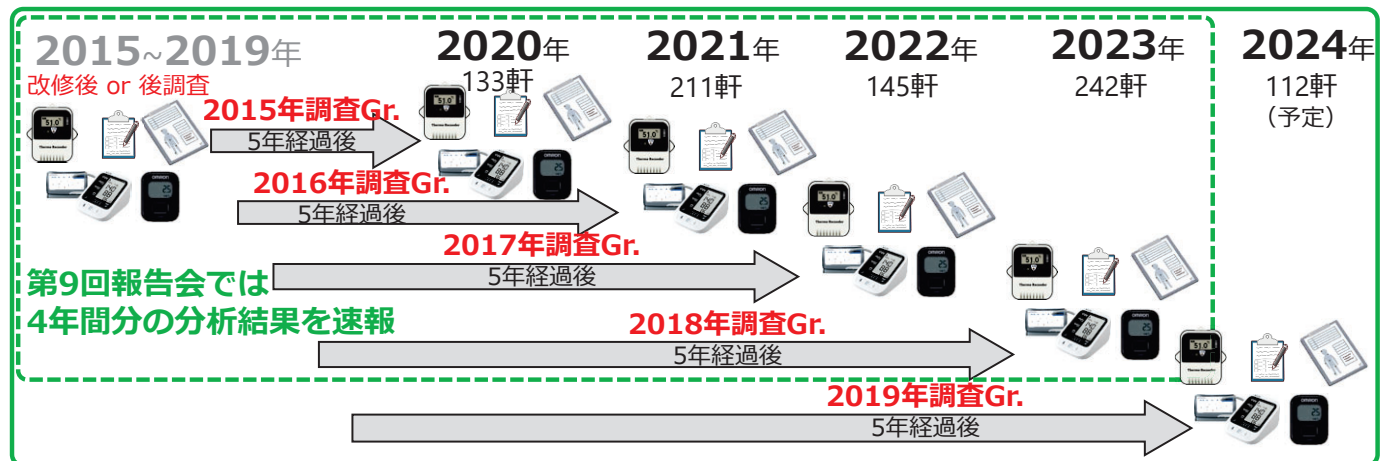 2015~2019年
改修後 or 後調査
2020年
133軒
2021年
211軒
2022年
145軒
2023年
242軒
2024年
112軒
（予定）
2015年調査Gr.
5年経過後
2016年調査Gr.
5年経過後
2017年調査Gr.
5年経過後
第9回報告会では
4年間分の分析結果を速報
2018年調査Gr.
5年経過後
2019年調査Gr.
5年経過後